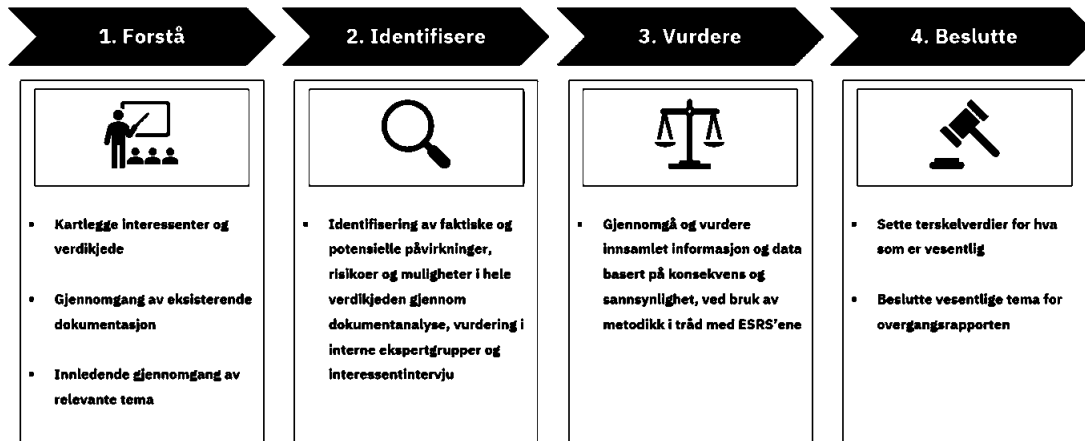 1. Forstå
2. Identifisere
3. Vurdere
4. Beslutte
▪ Kartlegge interessenter og
verdikjede
▪ Gjennomgang av eksisterende
dokumentasjon
▪ Innledende gjennomgang av
relevante tema
▪ Identifisering av faktiske og
potensielle påvirkninger,
risikoer og muligheter i hele
verdikjeden gjennom
dokumentanalyse, vurdering i
interne ekspertgrupper og
interessentintervju
▪ Gjennomgå og vurdere
innsamlet informasjon og data
basert på konsekvens og
sannsynlighet, ved bruk av
metodikk i tråd med ESRS’ene
▪ Sette terskelverdier for hva
som er vesentlig
▪ Beslutte vesentlige tema for
overgangsrapporten